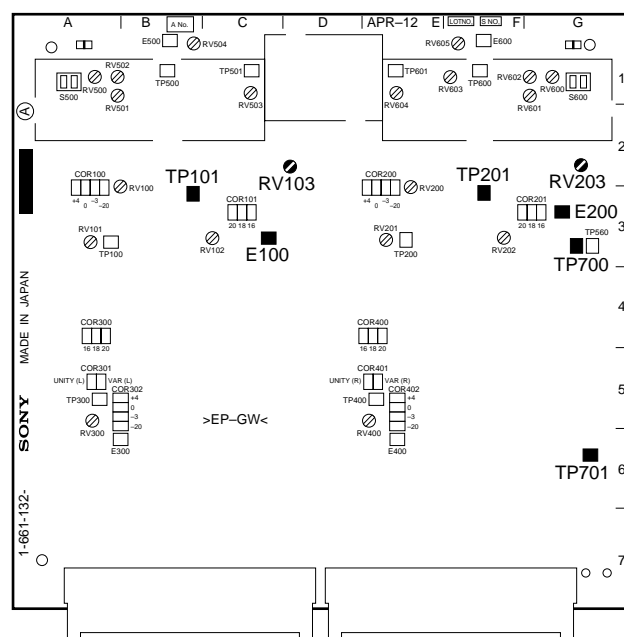 A B A No. C D APR–12 E LOTNO. S NO. F G
E500 RV504 RV605 E600
RV502 TP500 TP501 TP601 TP600 RV602 1
S500 RV500 RV501 RV503 RV604 RV603 RV601 RV600 S600
A
2
COR100 RV100 TP101 RV103 COR200 RV200 TP201 RV203
+4 0 –3 –20 +4 0 –3 –20
COR101 COR201 E200
20 18 16 20 18 16 3
RV101 TP100 RV102 E100 RV201 TP200 RV202 TP560
TP700
MADE IN JAPAN
4
COR300 COR400
16 18 20 16 18 20
COR301 COR401
UNITY (L) VAR (L) UNITY (R) VAR (R)
COR302 COR402 5
TP300 +4 0 –3 –20 TP400 +4 0 –3 –20
SONY
RV300 >EP–GW< RV400
E300 E400
TP701 6
1-661-132-
7